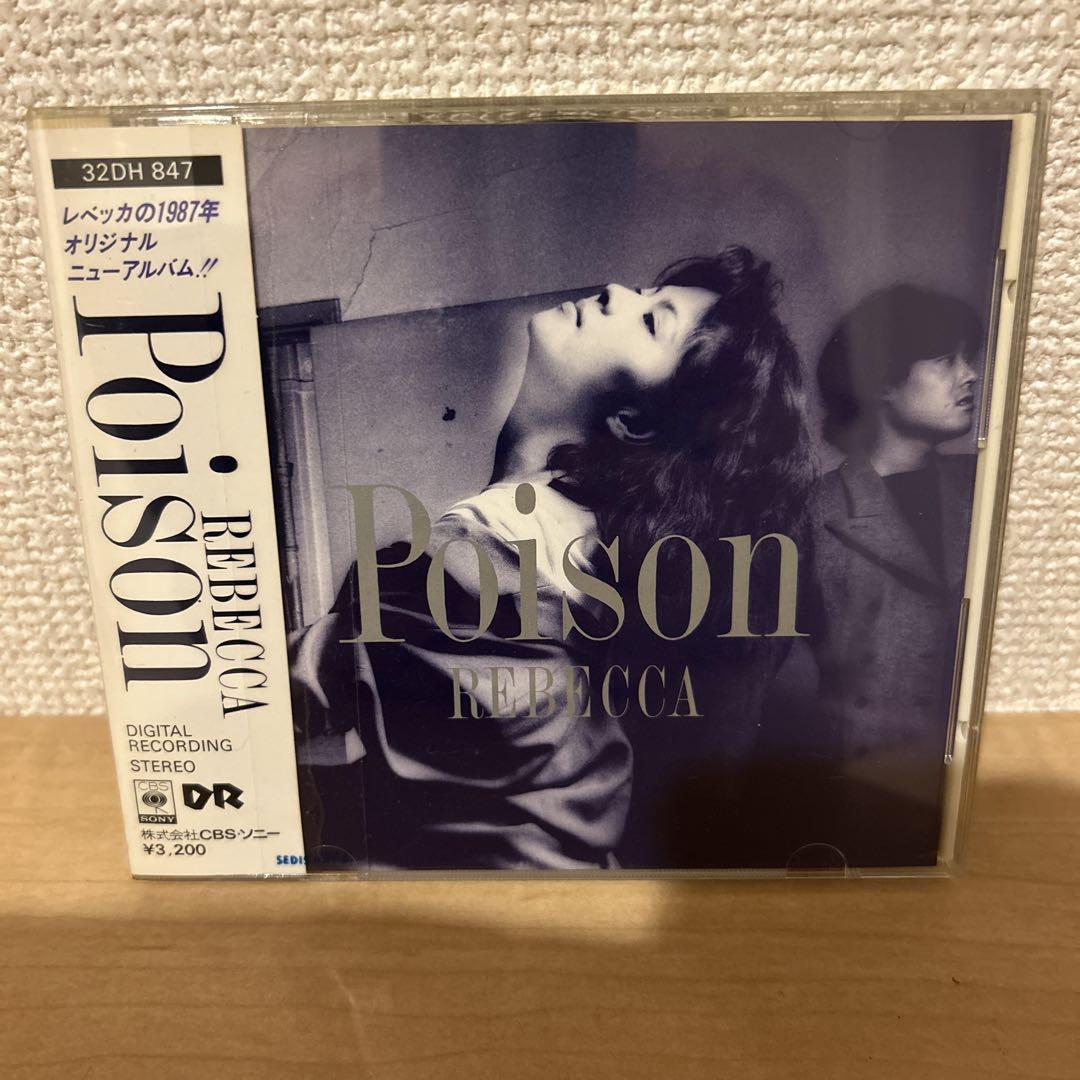 32DH 847
レベッカの1987年
オリジナル
ニューアルバム!!
Poison
REBECCA
DIGITAL
RECORDING
STEREO
CBS
SONY
DR
株式会社CBS・ソニー
¥3,200
Poison
REBECCA